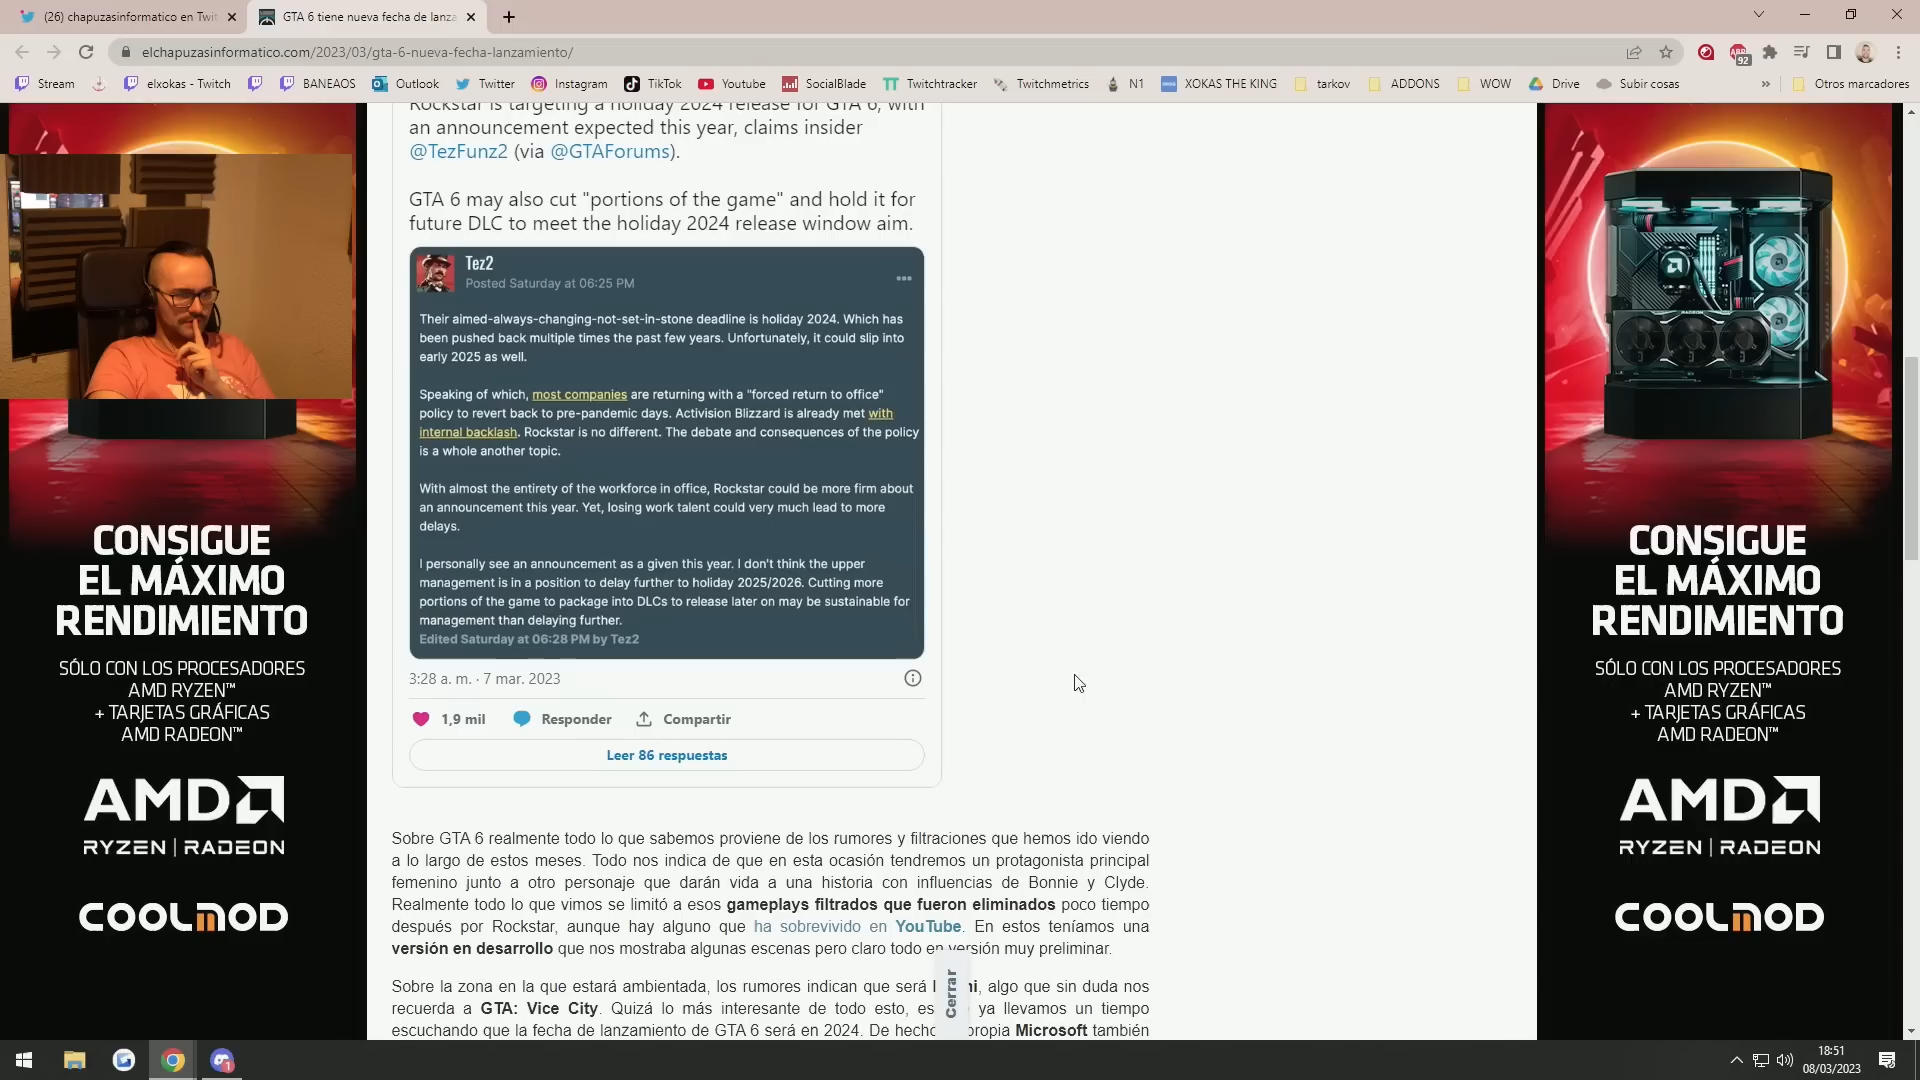 (26) chapuzasinformatico en Twit
GTA 6 tiene nueva fecha de lanza
elchapuzasinformatico.com/2023/03/gta-6-nueva-fecha-lanzamiento/
92
Stream
elxokas - Twitch
BANEAOS
Outlook
Twitter
Instagram
TikTok
Youtube
SocialBlade
Twitchtracker
Twitchmetrics
N1
XOKAS THE KING
tarkov
ADDONS
WOW
Drive
Subir cosas
»
Otros marcadores
Rockstar is targeting a holiday 2024 release for GTA 6, with
an announcement expected this year, claims insider
@TezFunz2 (via @GTAForums).
GTA 6 may also cut "portions of the game" and hold it for
future DLC to meet the holiday 2024 release window aim.
Tez2
Posted Saturday at 06:25 PM
Their aimed-always-changing-not-set-in-stone deadline is holiday 2024. Which has
been pushed back multiple times the past few years. Unfortunately, it could slip into
early 2025 as well.
Speaking of which, most companies are returning with a "forced return to office"
policy to revert back to pre-pandemic days. Activision Blizzard is already met with
internal backlash. Rockstar is no different. The debate and consequences of the policy
is a whole another topic.
With almost the entirety of the workforce in office, Rockstar could be more firm about
an announcement this year. Yet, losing work talent could very much lead to more
delays.
I personally see an announcement as a given this year. I don't think the upper
management is in a position to delay further to holiday 2025/2026. Cutting more
portions of the game to package into DLCs to release later on may be sustainable for
management than delaying further.
Edited Saturday at 06:28 PM by Tez2
3:28 a. m. · 7 mar. 2023
1,9 mil
Responder
Compartir
Leer 86 respuestas
Sobre GTA 6 realmente todo lo que sabemos proviene de los rumores y filtraciones que hemos ido viendo
a lo largo de estos meses. Todo nos indica de que en esta ocasión tendremos un protagonista principal
femenino junto a otro personaje que darán vida a una historia con influencias de Bonnie y Clyde.
Realmente todo lo que vimos se limitó a esos gameplays filtrados que fueron eliminados poco tiempo
después por Rockstar, aunque hay alguno que ha sobrevivido en YouTube. En estos teníamos una
versión en desarrollo que nos mostraba algunas escenas pero claro todo en versión muy preliminar.
Sobre la zona en la que estará ambientada, los rumores indican que será , algo que sin duda nos
recuerda a GTA: Vice City. Quizá lo más interesante de todo esto, es ya llevamos un tiempo
escuchando que la fecha de lanzamiento de GTA 6 será en 2024. De hecho propia Microsoft también
Cerrar
CONSIGUE
EL MÁXIMO
RENDIMIENTO
SÓLO CON LOS PROCESADORES
AMD RYZEN™
+ TARJETAS GRÁFICAS
AMD RADEON™
AMD
RYZEN | RADEON
COOLMOD
RADEON
CONSIGUE
EL MÁXIMO
RENDIMIENTO
SÓLO CON LOS PROCESADORES
AMD RYZEN™
+ TARJETAS GRÁFICAS
AMD RADEON™
AMD
RYZEN | RADEON
COOLMOD
1
18:51
08/03/2023